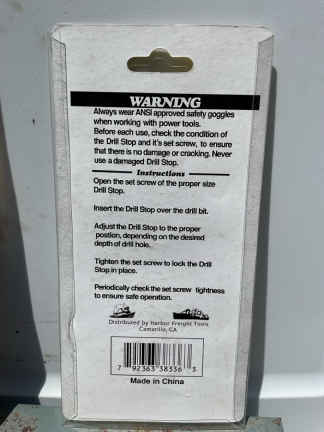 WARNING
Always wear ANSI approved safety goggles
when working with power tools.
Before each use, check the condition of
the Drill Stop and it's set screw, to ensure
that there is no damage or cracking. Never
use a damaged Drill Stop.
Instructions
Open the set screw of the proper size
Drill Stop.
Insert the Drill Stop over the drill bit.
Adjust the Drill Stop to the proper
postion, depending on the desired
depth of drill hole.
Tighten the set screw to lock the Drill
Stop in place.
Periodically check the set screw tightness
to ensure safe operation.
Distributed by Harbor Freight Tools
Camarillo, CA
7 92363 38336 3
Made in China